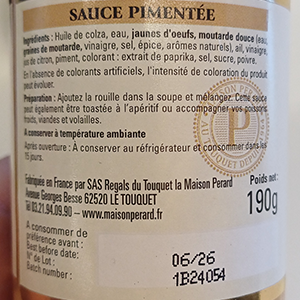 SAUCE PIMENTÉE
Ingrédients : Huile de colza, eau, jaunes d'oeufs, moutarde douce (eau,
graines de moutarde, vinaigre, sel, épice, arômes naturels), ail, vinaigre,
jus de citron, piment, colorant : extrait de paprika, sel, sucre, poivre.
En l'absence de colorants artificiels, l'intensité de coloration du produit
peut évoluer.
Préparation : Ajoutez la rouille dans la soupe et mélangez. Cette sauce
peut également être toastée à l'apéritif ou accompagner vos poissons,
froids, viandes et volailles.
A conserver à température ambiante
Après ouverture : À conserver au réfrigérateur et consommer dans les
15 jours.
Fabriquée en France par SAS Regals du Touquet la Maison Perard
Avenue Georges Besse 62520 LE TOUQUET
Tél 03.21.94.09.90 – www.maisonperard.com
Poids net :
190g
A consommer de
préférence avant :
Best before
N° de Lot :
Batch number :
06/26
1B24054
P